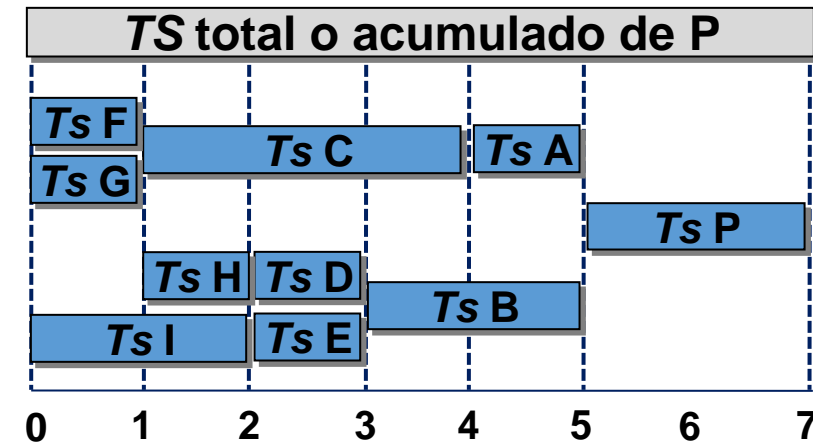 TS total o acumulado de P
Ts F
Ts G
Ts C
Ts A
Ts P
Ts H
Ts D
Ts B
Ts I
Ts E
0 1 2 3 4 5 6 7